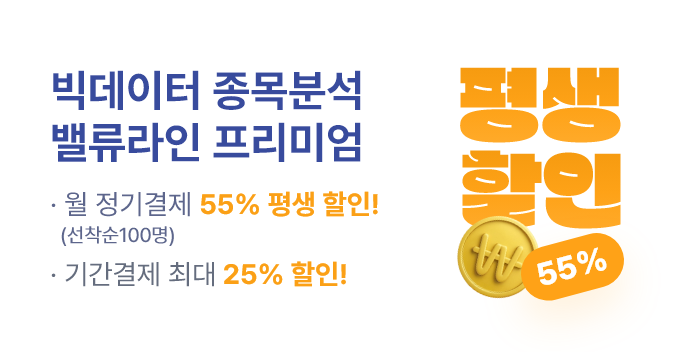 빅데이터 종목분석
밸류라인 프리미엄
· 월 정기결제 55% 평생 할인!
(선착순100명)
· 기간결제 최대 25% 할인!
평생
할인
₩
55%